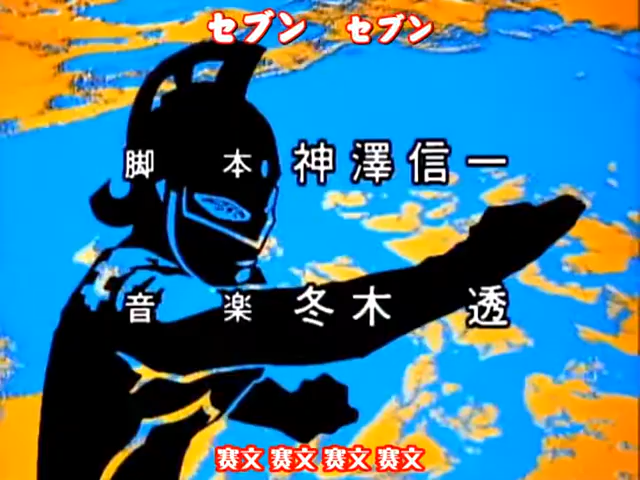 セブン セブン
脚本 神澤信一
音楽 冬木透
赛文 赛文 赛文 赛文